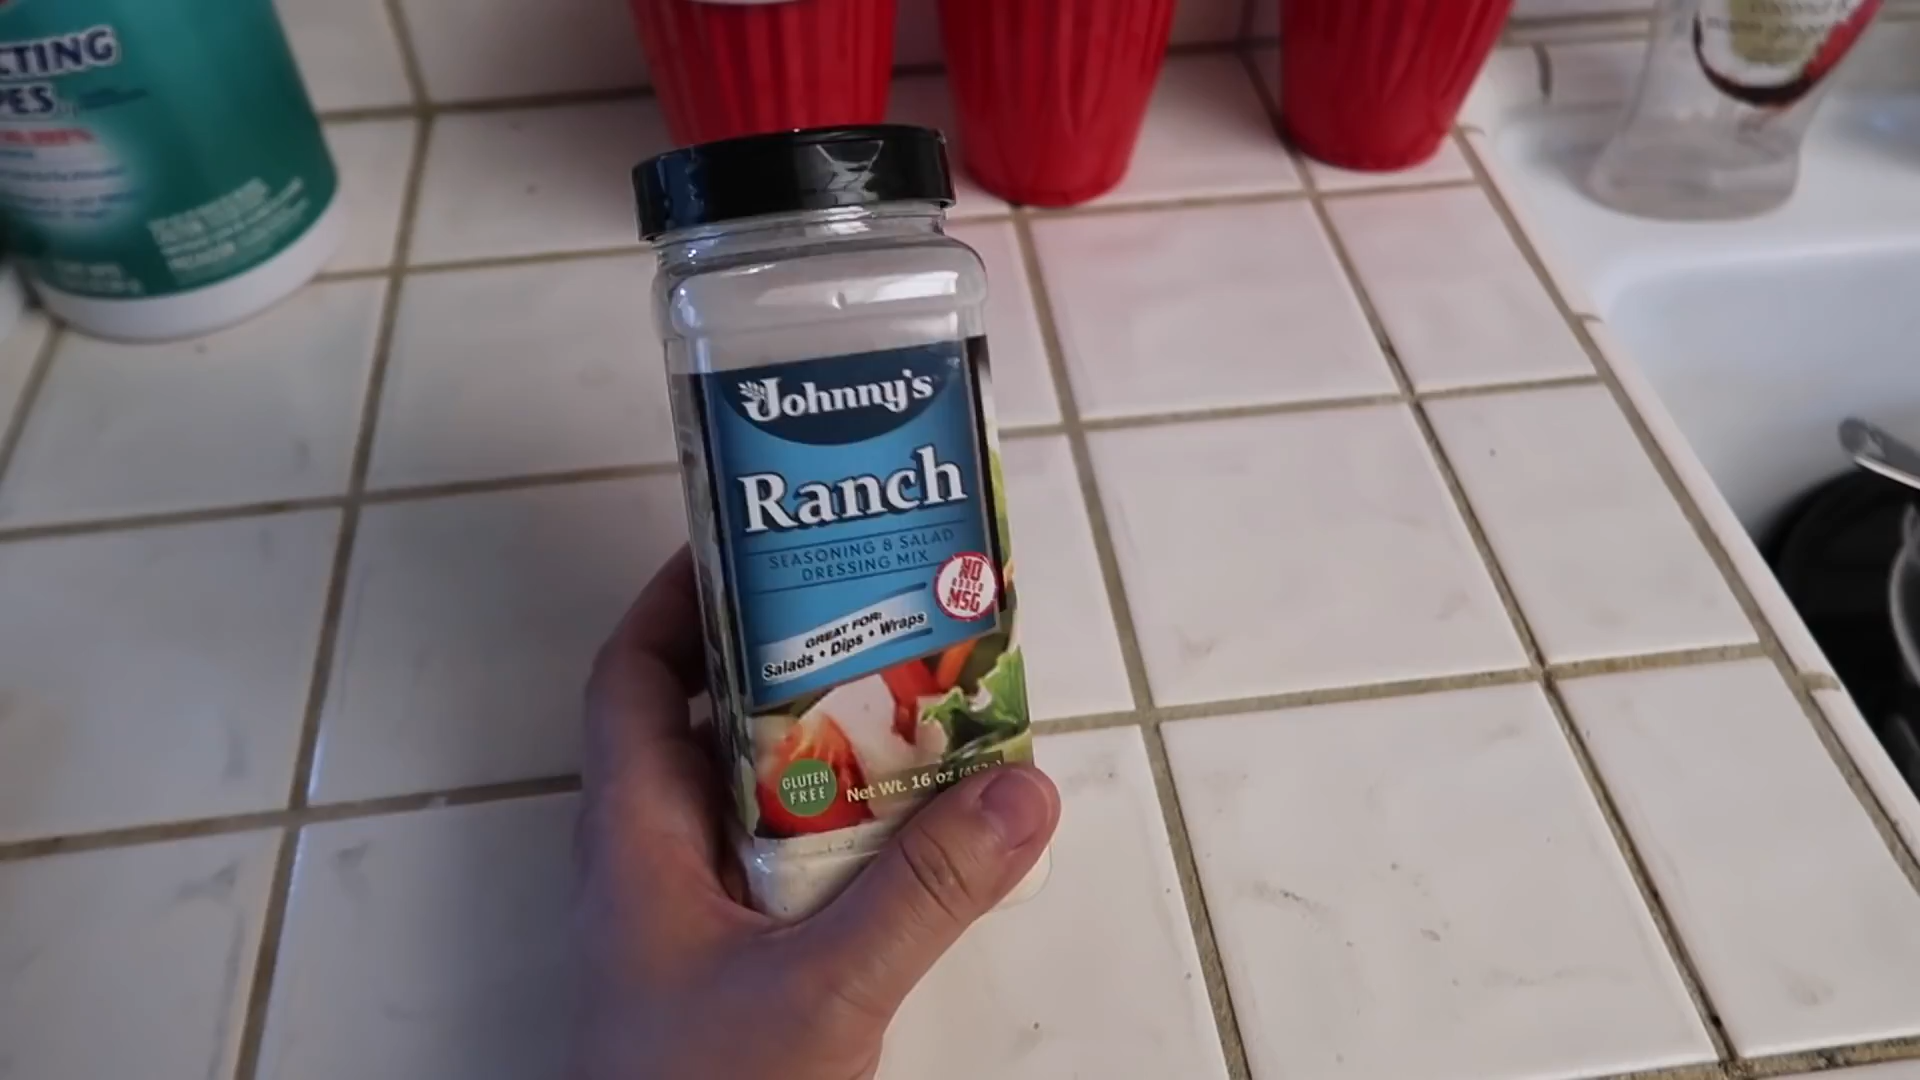 CTING
PES
Johnny's
Ranch
SEASONING & SALAD
DRESSING MIX
NO
ADDED
MSG
GREAT FOR:
Salads • Dips • Wraps
GLUTEN
FREE
Net Wt. 16 oz